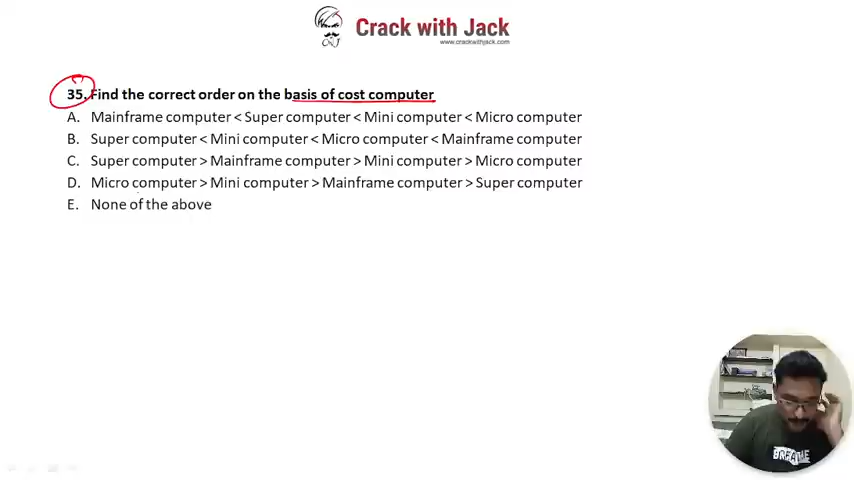 Crack with Jack
www.crackwithjack.com
35. Find the correct order on the basis of cost computer
A. Mainframe computer < Super computer < Mini computer < Micro computer
B. Super computer < Mini computer < Micro computer < Mainframe computer
C. Super computer > Mainframe computer > Mini computer > Micro computer
D. Micro computer > Mini computer > Mainframe computer > Super computer
E. None of the above
BREATHE